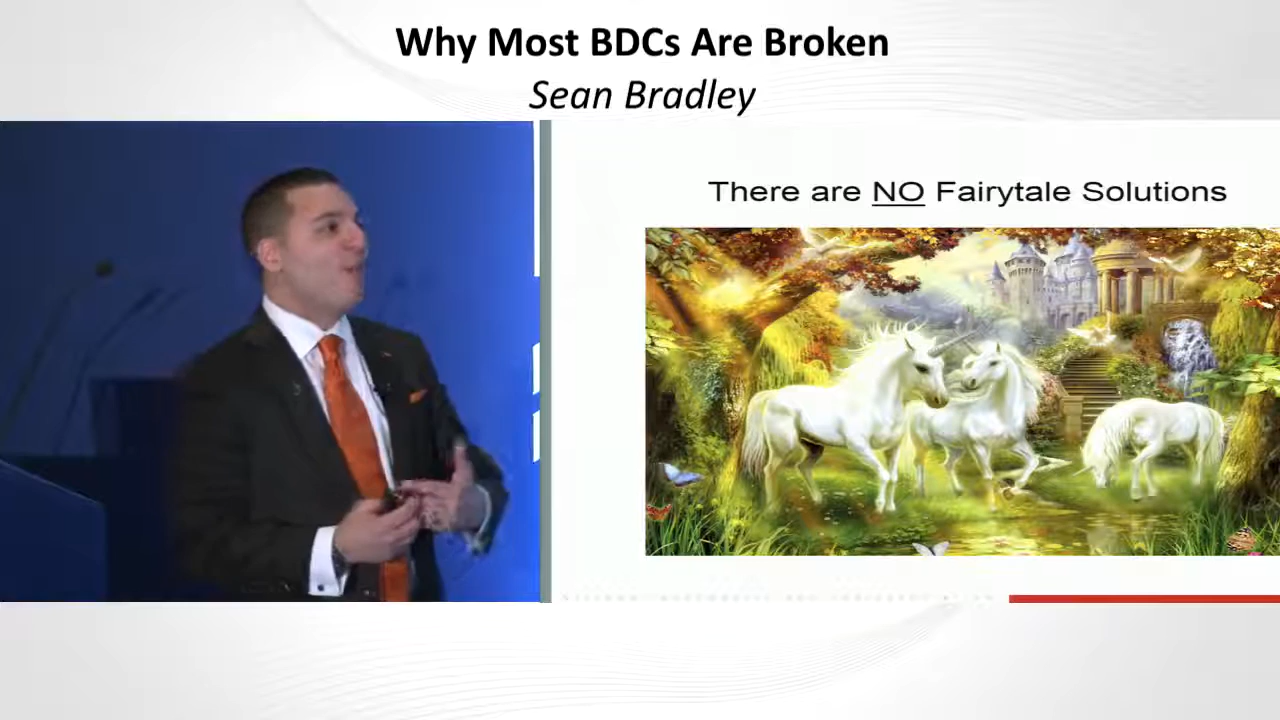 Why Most BDCs Are Broken
Sean Bradley
There are NO Fairytale Solutions